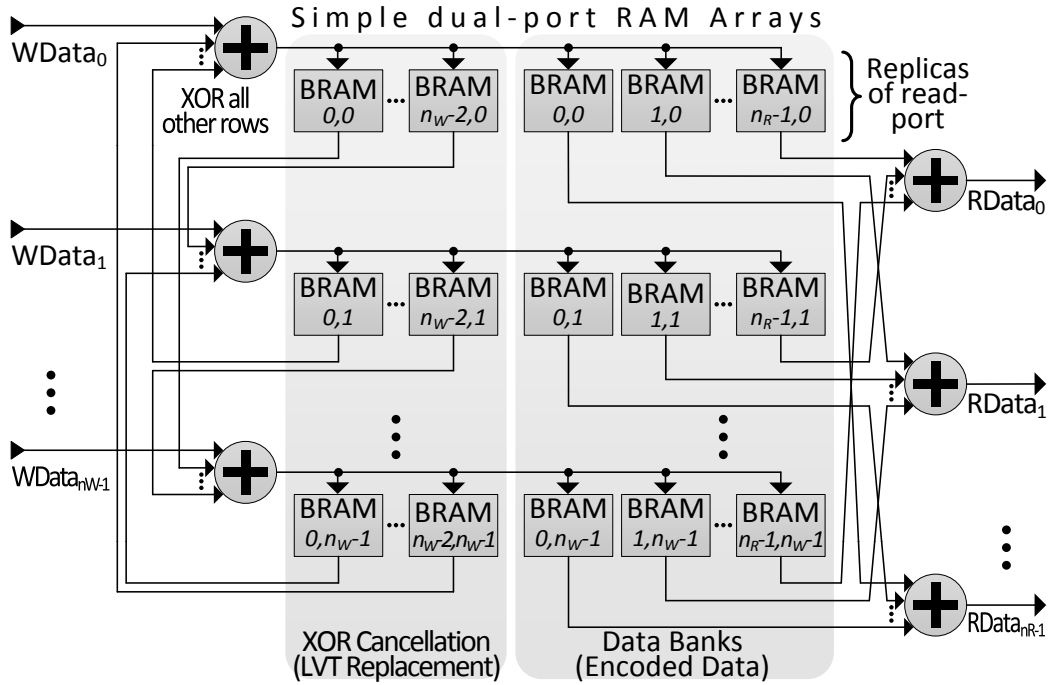 Simple dual-port RAM Arrays
WData0
XOR all
other rows
BRAM
0,0
...
BRAM
nW-2,0
BRAM
0,0
BRAM
1,0
...
BRAM
nR-1,0
Replicas
of read-
port
RData0
WData1
BRAM
0,1
...
BRAM
nW-2,1
BRAM
0,1
BRAM
1,1
...
BRAM
nR-1,1
RData1
WDatanW-1
BRAM
0,nW-1
...
BRAM
nW-2,nW-1
BRAM
0,nW-1
BRAM
1,nW-1
...
BRAM
nR-1,nW-1
RDatanR-1
XOR Cancellation
(LVT Replacement)
Data Banks
(Encoded Data)